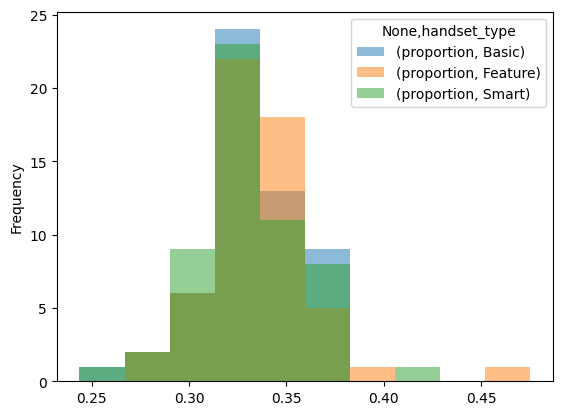 None,handset_type
(proportion, Basic)
(proportion, Feature)
(proportion, Smart)
Frequency
25
20
15
10
5
0
0.25 0.30 0.35 0.40 0.45